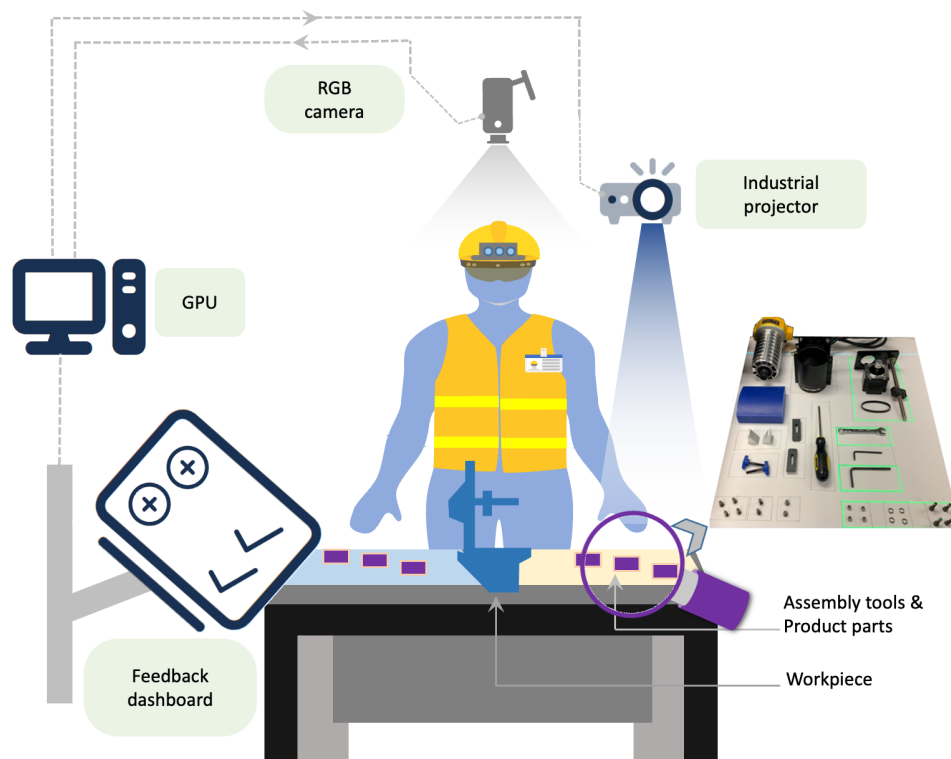 RGB
camera
Industrial
projector
GPU
Assembly tools &
Product parts
Workpiece
Feedback
dashboard